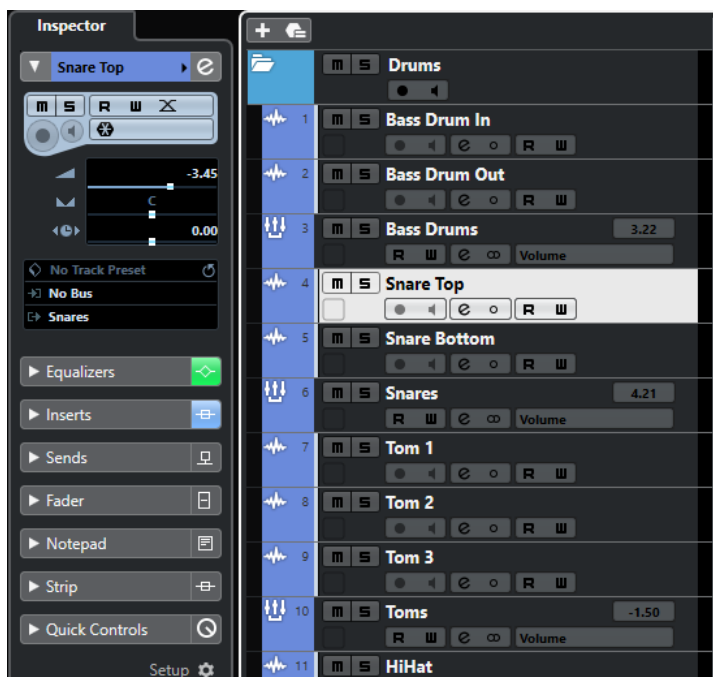 Inspector
Snare Top
m S R W
-3.45
C
0.00
No Track Preset
No Bus
Snares
Equalizers
Inserts
Sends
Fader
Notepad
Strip
Quick Controls
Setup
m S Drums
1 m S Bass Drum In
e R W
2 m S Bass Drum Out
e R W
3 m S Bass Drums 3.22
R W e Volume
4 m S Snare Top
e R W
5 m S Snare Bottom
e R W
6 m S Snares 4.21
R W e Volume
7 m S Tom 1
e R W
8 m S Tom 2
e R W
9 m S Tom 3
e R W
10 m S Toms -1.50
R W e Volume
11 m S HiHat